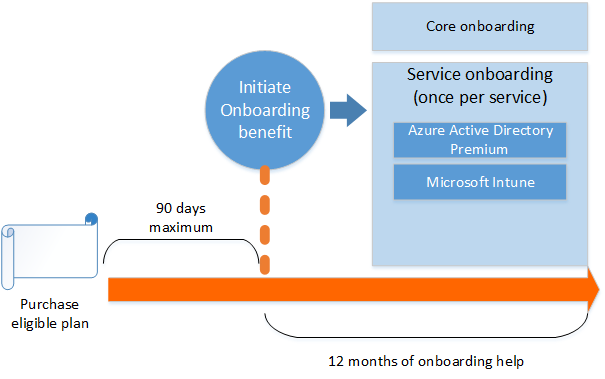 Core onboarding
Initiate
Onboarding
benefit
Service onboarding
(once per service)
Azure Active Directory
Premium
Microsoft Intune
90 days
maximum
Purchase
eligible plan
12 months of onboarding help